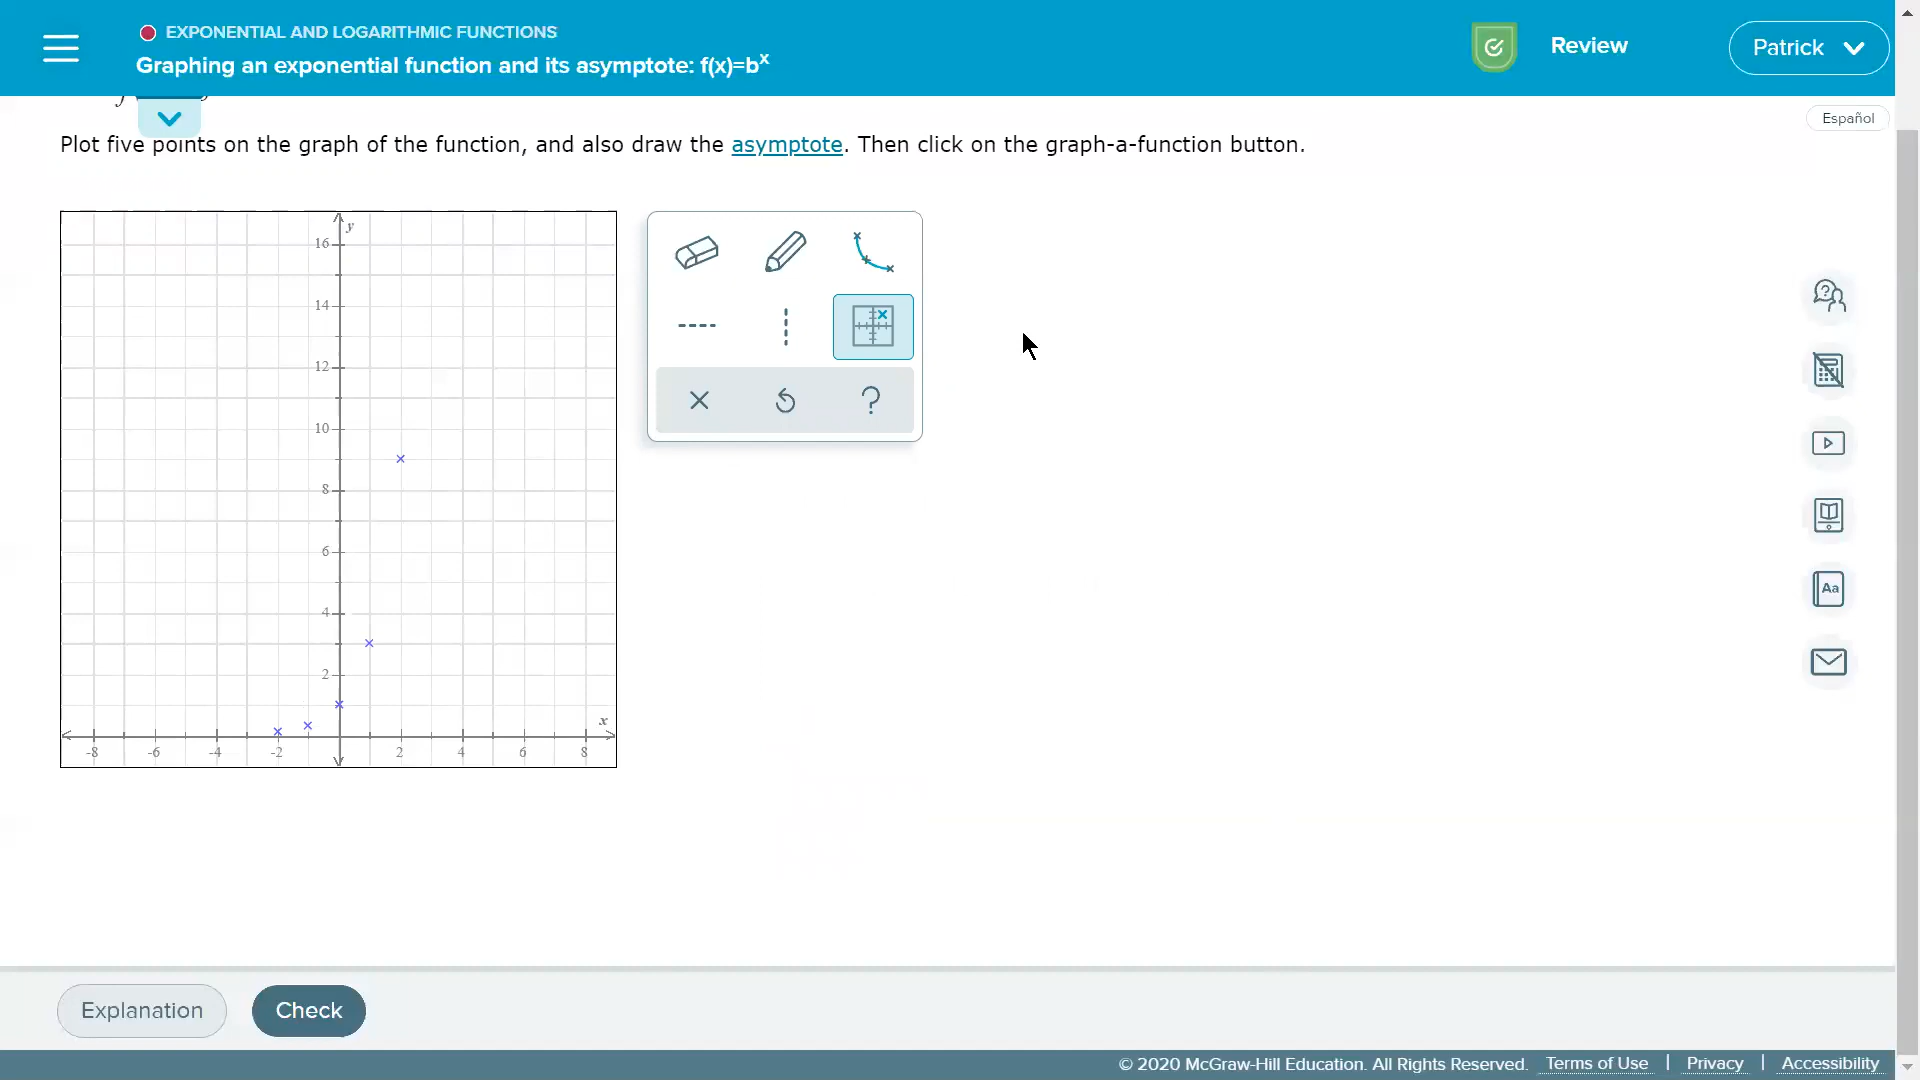 EXPONENTIAL AND LOGARITHMIC FUNCTIONS
Graphing an exponential function and its asymptote: f(x)=bˣ
Review
Patrick
Español
Plot five points on the graph of the function, and also draw the asymptote. Then click on the graph-a-function button.
y
16
14
12
10
8
6
4
2
x
-8 -6 -4 -2 2 4 6 8
?
Aa
Explanation
Check
© 2020 McGraw-Hill Education. All Rights Reserved. Terms of Use | Privacy | Accessibility